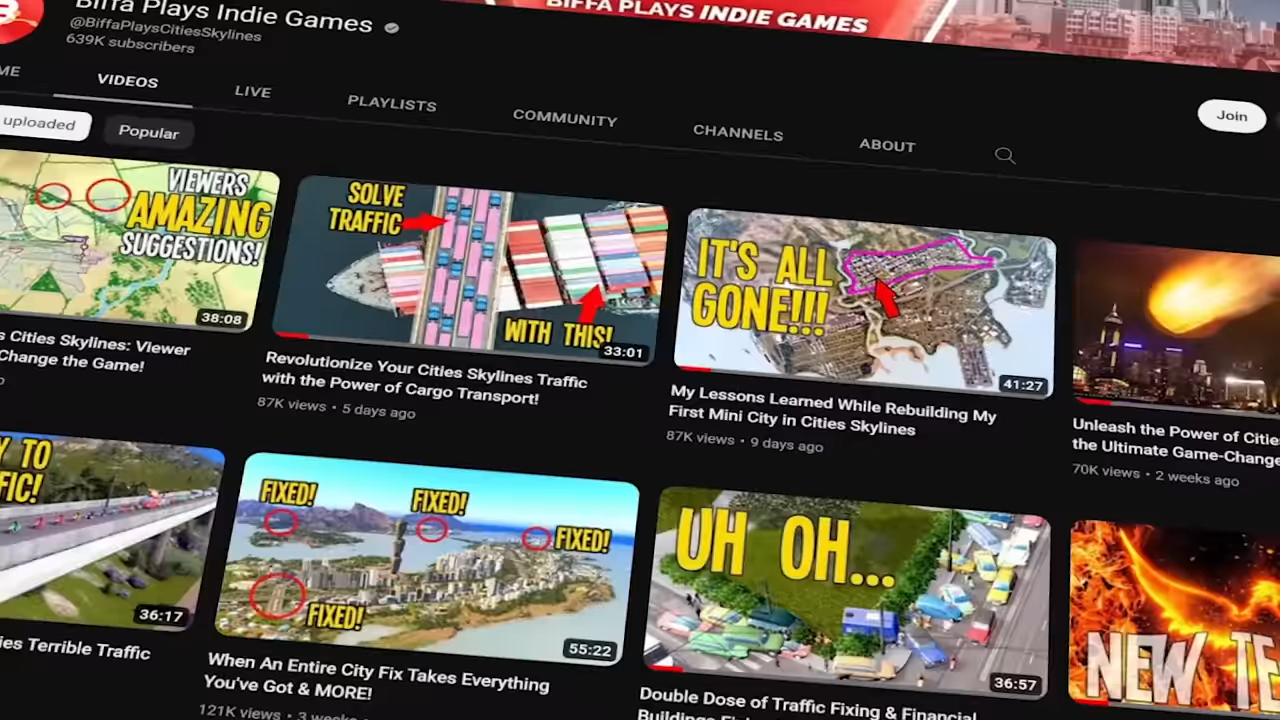 BIFFA PLAYS INDIE GAMES
Biffa Plays Indie Games
@BiffaPlaysCitiesSkylines
639K subscribers
VIDEOS
LIVE
PLAYLISTS
COMMUNITY
CHANNELS
ABOUT
Join
uploaded
Popular
VIEWERS
AMAZING
SUGGESTIONS!
38:08
SOLVE
TRAFFIC
WITH THIS!
33:01
IT'S ALL
GONE!!!
41:27
Cities Skylines: Viewer
Change the Game!
Revolutionize Your Cities Skylines Traffic
with the Power of Cargo Transport!
87K views • 5 days ago
My Lessons Learned While Rebuilding My
First Mini City in Cities Skylines
87K views • 9 days ago
Unleash the Power of
the Ultimate
70K views • 2 weeks ago
TO
36:17
FIXED!
FIXED!
FIXED!
FIXED!
55:22
UH OH...
36:57
NEW
Terrible Traffic
When An Entire City Fix Takes Everything
You've Got & MORE!
121K views • 3
Double Dose of Traffic Fixing & Financial